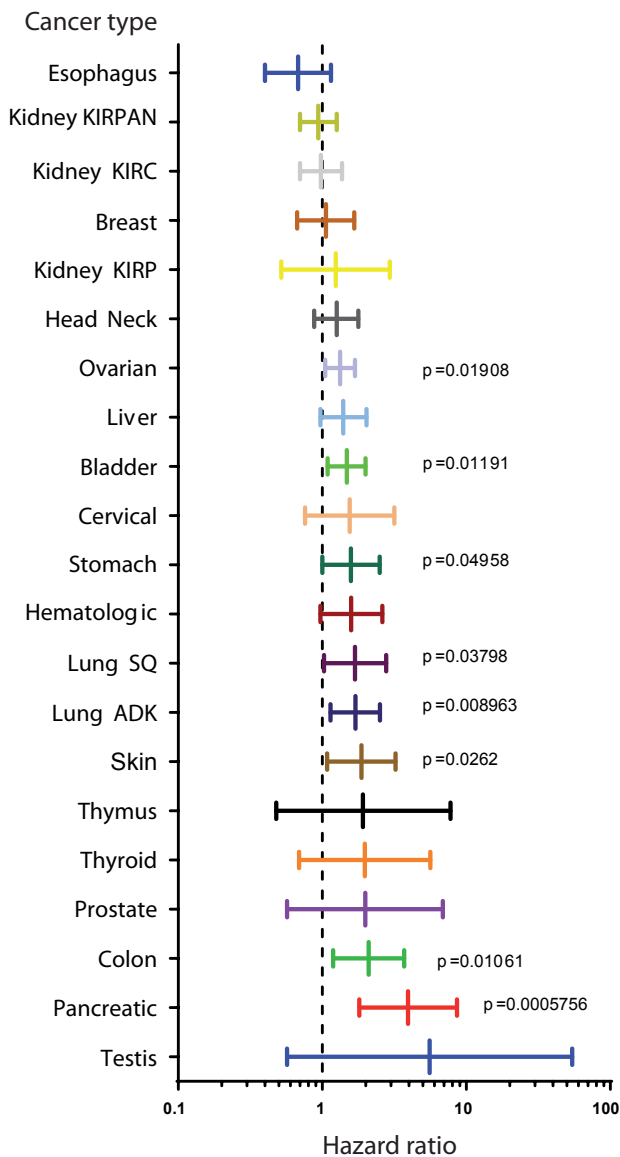 Cancer type
Esophagus
Kidney KIRPAN
Kidney KIRC
Breast
Kidney KIRP
Head Neck
Ovarian p=0.01908
Liver
Bladder p=0.01191
Cervical
Stomach p=0.04958
Hematologic
Lung SQ p=0.03798
Lung ADK p=0.008963
Skin p=0.0262
Thymus
Thyroid
Prostate
Colon p=0.01061
Pancreatic p=0.0005756
Testis
0.1 1 10 100
Hazard ratio